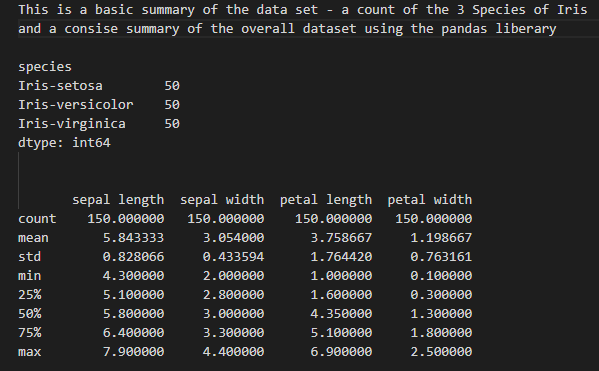 This is a basic summary of the data set - a count of the 3 Species of Iris
and a consise summary of the overall dataset using the pandas liberary
species
Iris-setosa 50
Iris-versicolor 50
Iris-virginica 50
dtype: int64
sepal length sepal width petal length petal width
count 150.000000 150.000000 150.000000 150.000000
mean 5.843333 3.054000 3.758667 1.198667
std 0.828066 0.433594 1.764420 0.763161
min 4.300000 2.000000 1.000000 0.100000
25% 5.100000 2.800000 1.600000 0.300000
50% 5.800000 3.000000 4.350000 1.300000
75% 6.400000 3.300000 5.100000 1.800000
max 7.900000 4.400000 6.900000 2.500000